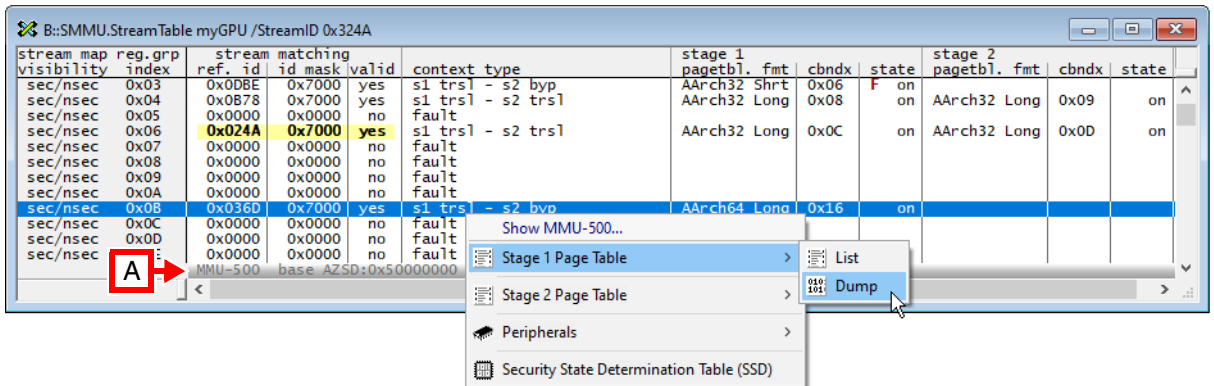 B::SMMU.StreamTable myGPU /StreamID 0x324A
stream map reg.grp stream matching stage 1 stage 2
visibility index ref. id id mask valid context type pagetbl. fmt cbndx state pagetbl. fmt cbndx state
sec/nsec 0x03 0x0DBE 0x7000 yes s1 trsl - s2 byp AArch32 Shrt 0x06 F on
sec/nsec 0x04 0x0B78 0x7000 yes s1 trsl - s2 trsl AArch32 Long 0x08 on AArch32 Long 0x09 on
sec/nsec 0x05 0x0000 0x0000 no fault
sec/nsec 0x06 0x024A 0x7000 yes s1 trsl - s2 trsl AArch32 Long 0x0C on AArch32 Long 0x0D on
sec/nsec 0x07 0x0000 0x0000 no fault
sec/nsec 0x08 0x0000 0x0000 no fault
sec/nsec 0x09 0x0000 0x0000 no fault
sec/nsec 0x0A 0x0000 0x0000 no fault
sec/nsec 0x0B 0x036D 0x7000 yes s1 trsl - s2 byp AArch64 Long 0x16 on
sec/nsec 0x0C 0x0000 0x0000 no fault
sec/nsec 0x0D 0x0000 0x0000 no fault
sec/nsec 0x0000 0x0000 no fault
A MMU-500 base AZSD:0x50000000
Show MMU-500...
Stage 1 Page Table
List
Dump
Stage 2 Page Table
Peripherals
Security State Determination Table (SSD)